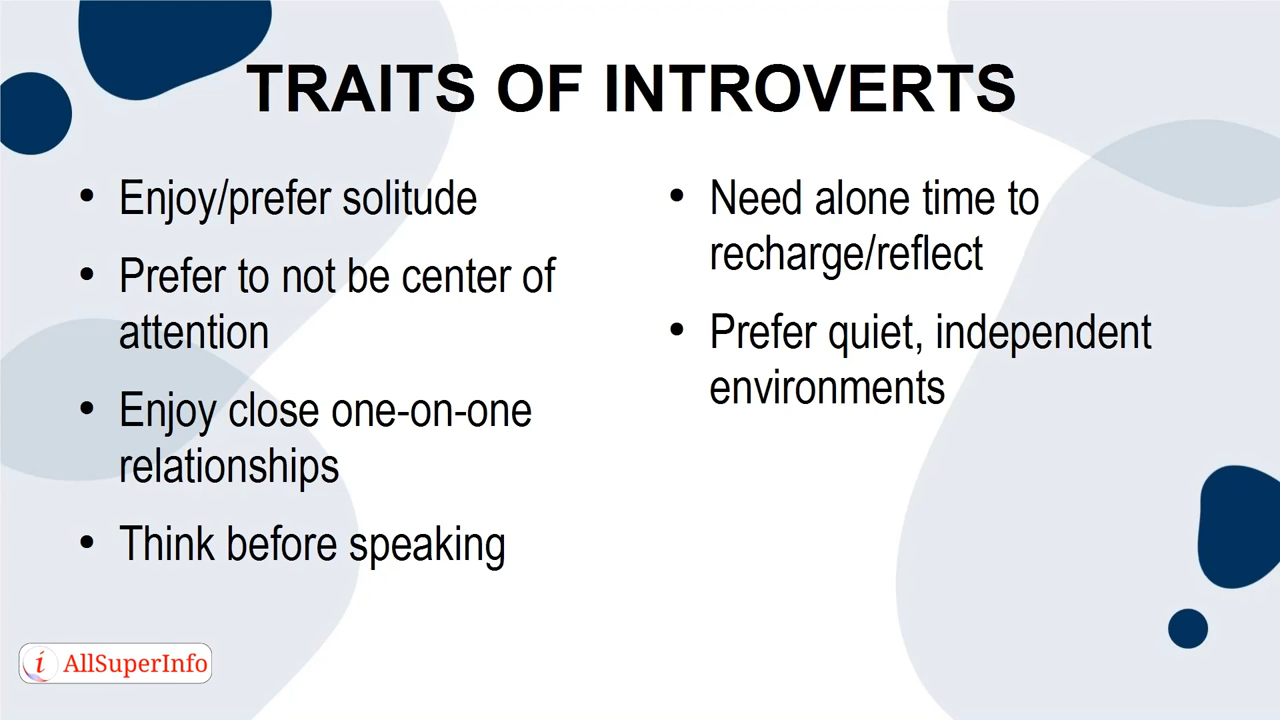 TRAITS OF INTROVERTS
• Enjoy/prefer solitude
• Prefer to not be center of
attention
• Enjoy close one-on-one
relationships
• Think before speaking
• Need alone time to
recharge/reflect
• Prefer quiet, independent
environments
i AllSuperInfo